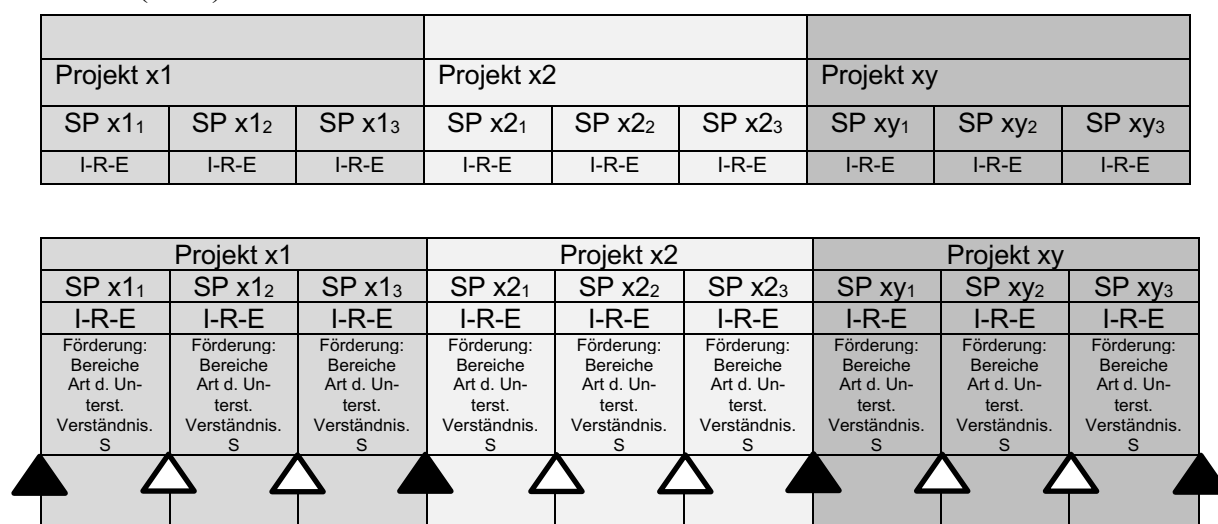 Projekt x1 Projekt x2 Projekt xy
SP x1₁ SP x1₂ SP x1₃ SP x2₁ SP x2₂ SP x2₃ SP xy₁ SP xy₂ SP xy₃
I-R-E I-R-E I-R-E I-R-E I-R-E I-R-E I-R-E I-R-E I-R-E
Projekt x1 Projekt x2 Projekt xy
SP x1₁ SP x1₂ SP x1₃ SP x2₁ SP x2₂ SP x2₃ SP xy₁ SP xy₂ SP xy₃
I-R-E I-R-E I-R-E I-R-E I-R-E I-R-E I-R-E I-R-E I-R-E
Förderung: Förderung: Förderung: Förderung: Förderung: Förderung: Förderung: Förderung: Förderung:
Bereiche Bereiche Bereiche Bereiche Bereiche Bereiche Bereiche Bereiche Bereiche
Art d. Un- Art d. Un- Art d. Un- Art d. Un- Art d. Un- Art d. Un- Art d. Un- Art d. Un- Art d. Un-
terst. terst. terst. terst. terst. terst. terst. terst. terst.
Verständnis. Verständnis. Verständnis. Verständnis. Verständnis. Verständnis. Verständnis. Verständnis. Verständnis.
S S S S S S S S S